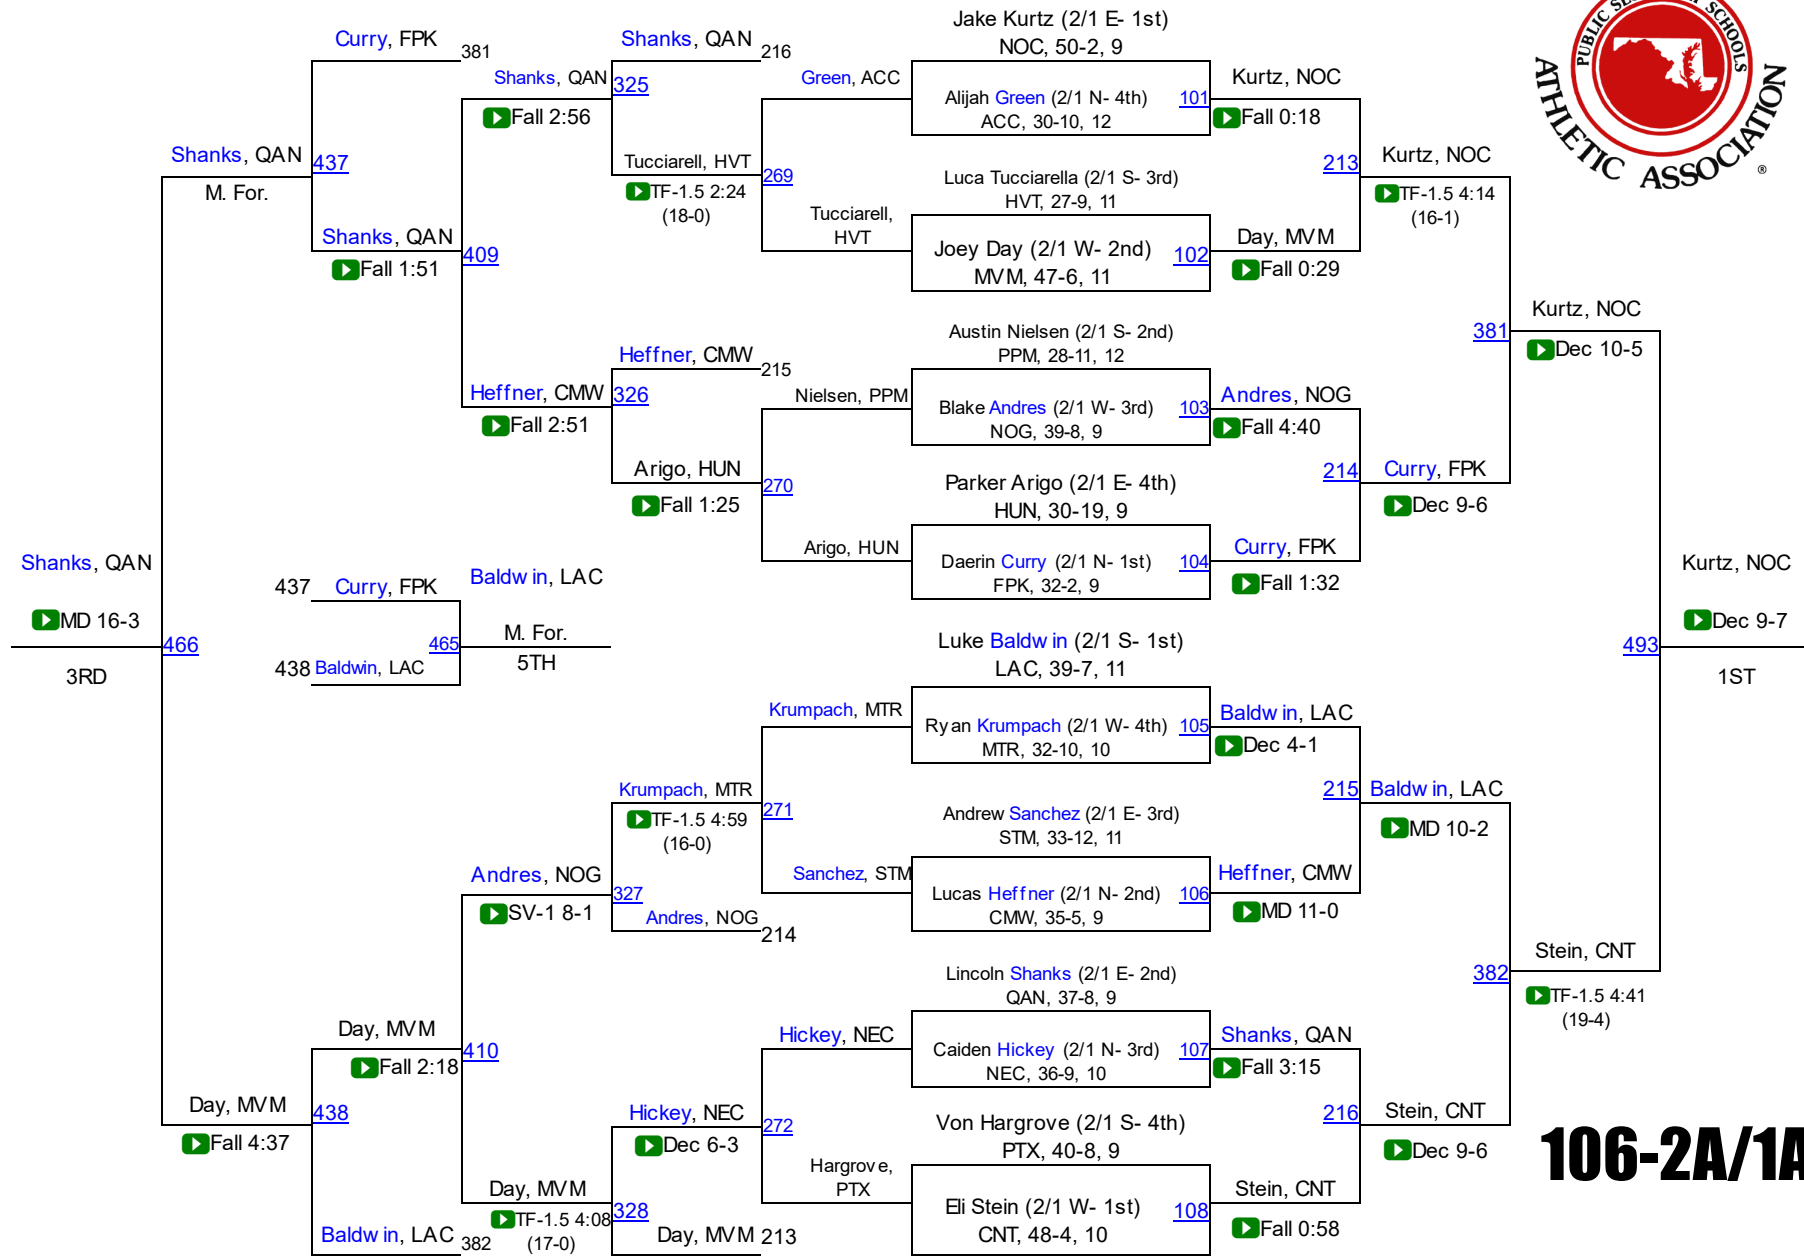 PUBLIC SE
SCHOOLS
ATHLETIC ASSOCIATION
®
Curry, FPK
381
Shanks, QAN
437
M. For.
Shanks, QAN
Fall 1:51
Shanks, QAN
325
Fall 2:56
409
Heffner, CMW
326
Fall 2:51
Shanks, QAN
216
Tucciarell, HVT
269
TF-1.5 2:24
(18-0)
Heffner, CMW
215
Arigo, HUN
270
Fall 1:25
Green, ACC
Tucciarell,
HVT
Nielsen, PPM
Arigo, HUN
Jake Kurtz (2/1 E- 1st)
NOC, 50-2, 9
Alijah Green (2/1 N- 4th)
ACC, 30-10, 12
101
Luca Tucciarella (2/1 S- 3rd)
HVT, 27-9, 11
Joey Day (2/1 W- 2nd)
MVM, 47-6, 11
102
Austin Nielsen (2/1 S- 2nd)
PPM, 28-11, 12
Blake Andres (2/1 W- 3rd)
NOG, 39-8, 9
103
Parker Arigo (2/1 E- 4th)
HUN, 30-19, 9
Daerin Curry (2/1 N- 1st)
FPK, 32-2, 9
104
Kurtz, NOC
Fall 0:18
213
Day, MVM
Fall 0:29
Andres, NOG
Fall 4:40
214
Curry, FPK
Fall 1:32
Kurtz, NOC
TF-1.5 4:14
(16-1)
381
Curry, FPK
Dec 9-6
Kurtz, NOC
Dec 10-5
Shanks, QAN
MD 16-3
466
3RD
437 Curry, FPK
438 Baldwin, LAC
465
Baldwin, LAC
M. For.
5TH
Kurtz, NOC
Dec 9-7
493
1ST
Luke Baldwin (2/1 S- 1st)
LAC, 39-7, 11
Ryan Krumpach (2/1 W- 4th)
MTR, 32-10, 10
105
Andrew Sanchez (2/1 E- 3rd)
STM, 33-12, 11
Lucas Heffner (2/1 N- 2nd)
CMW, 35-5, 9
106
Lincoln Shanks (2/1 E- 2nd)
QAN, 37-8, 9
Caiden Hickey (2/1 N- 3rd)
NEC, 36-9, 10
107
Von Hargrove (2/1 S- 4th)
PTX, 40-8, 9
Eli Stein (2/1 W- 1st)
CNT, 48-4, 10
108
Krumpach, MTR
Sanchez, STM
Hickey, NEC
Hargrove,
PTX
Krumpach, MTR
271
TF-1.5 4:59
(16-0)
327
Andres, NOG
214
Hickey, NEC
272
Dec 6-3
328
Day, MVM 213
Andres, NOG
SV-1 8-1
410
Day, MVM
TF-1.5 4:08
(17-0)
Day, MVM
Fall 2:18
438
Baldwin, LAC
382
Day, MVM
Fall 4:37
Baldwin, LAC
Dec 4-1
215
Heffner, CMW
MD 11-0
Shanks, QAN
Fall 3:15
216
Stein, CNT
Fall 0:58
Baldwin, LAC
MD 10-2
382
Stein, CNT
Dec 9-6
Stein, CNT
TF-1.5 4:41
(19-4)
106-2A/1A